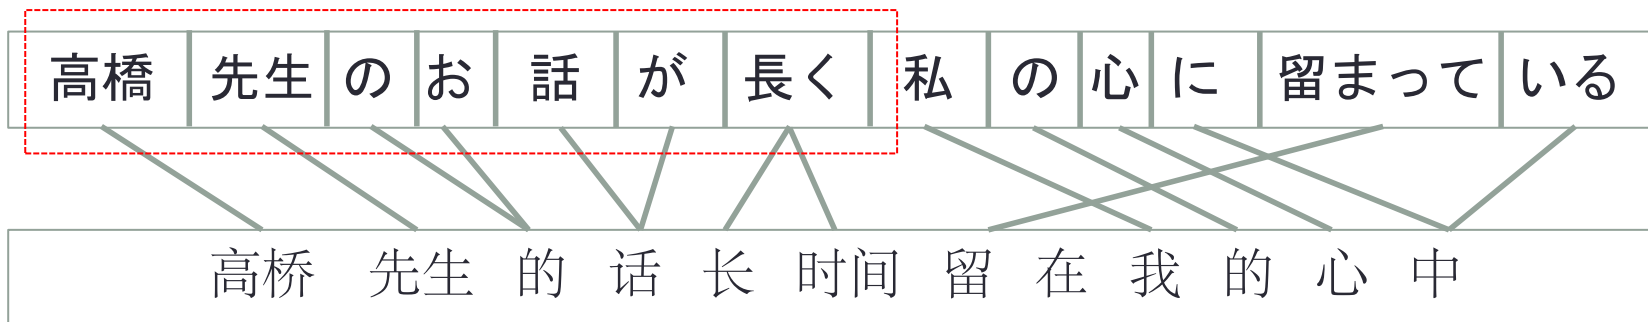 高橋 先生 の お 話 が 長く 私 の 心 に 留まって いる
高桥 先生 的 话 长 时间 留 在 我 的 心 中